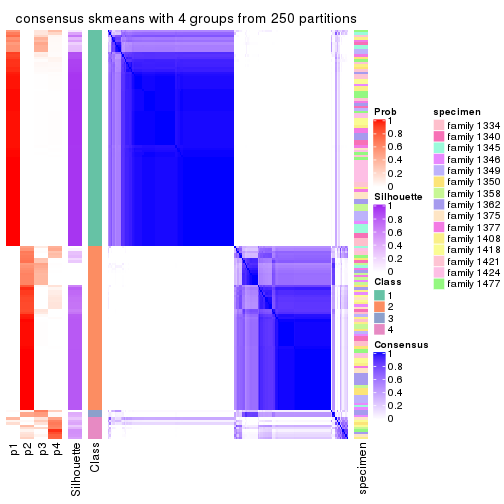 consensus skmeans with 4 groups from 250 partitions
Prob
1
0.8
0.6
0.4
0.2
0
Silhouette
1
0.8
0.6
0.4
0.2
0
Class
1
2
3
4
Consensus
1
0.8
0.6
0.4
0.2
0
specimen
family 1334
family 1340
family 1345
family 1346
family 1349
family 1350
family 1358
family 1362
family 1375
family 1377
family 1408
family 1418
family 1421
family 1424
family 1477
p1
p2
p3
p4
Silhouette
Class
specimen